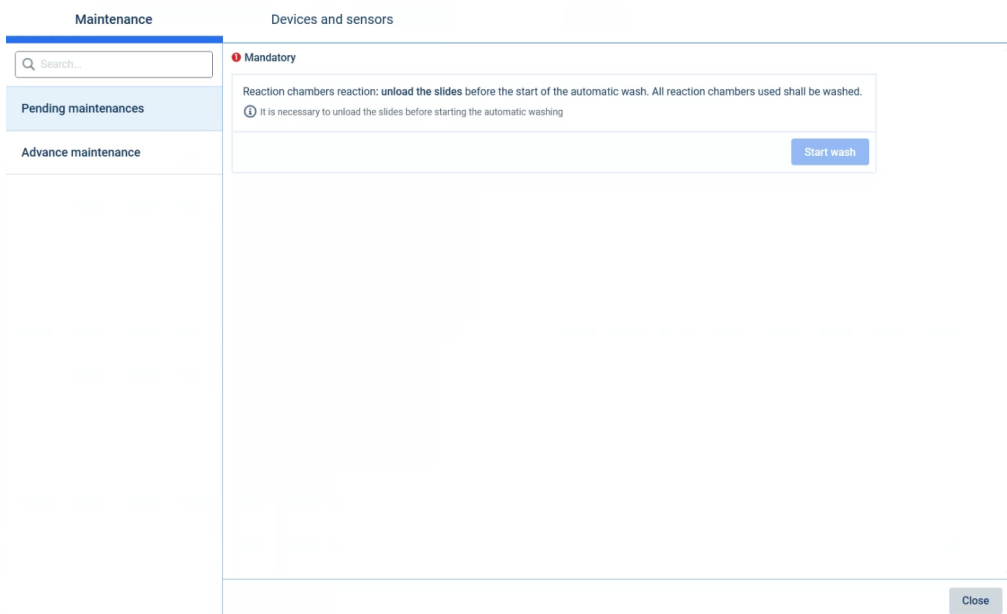 Maintenance
Devices and sensors
Search...
Mandatory
Pending maintenances
Advance maintenance
Reaction chambers reaction: unload the slides before the start of the automatic wash. All reaction chambers used shall be washed.
It is necessary to unload the slides before starting the automatic washing
Start wash
Close